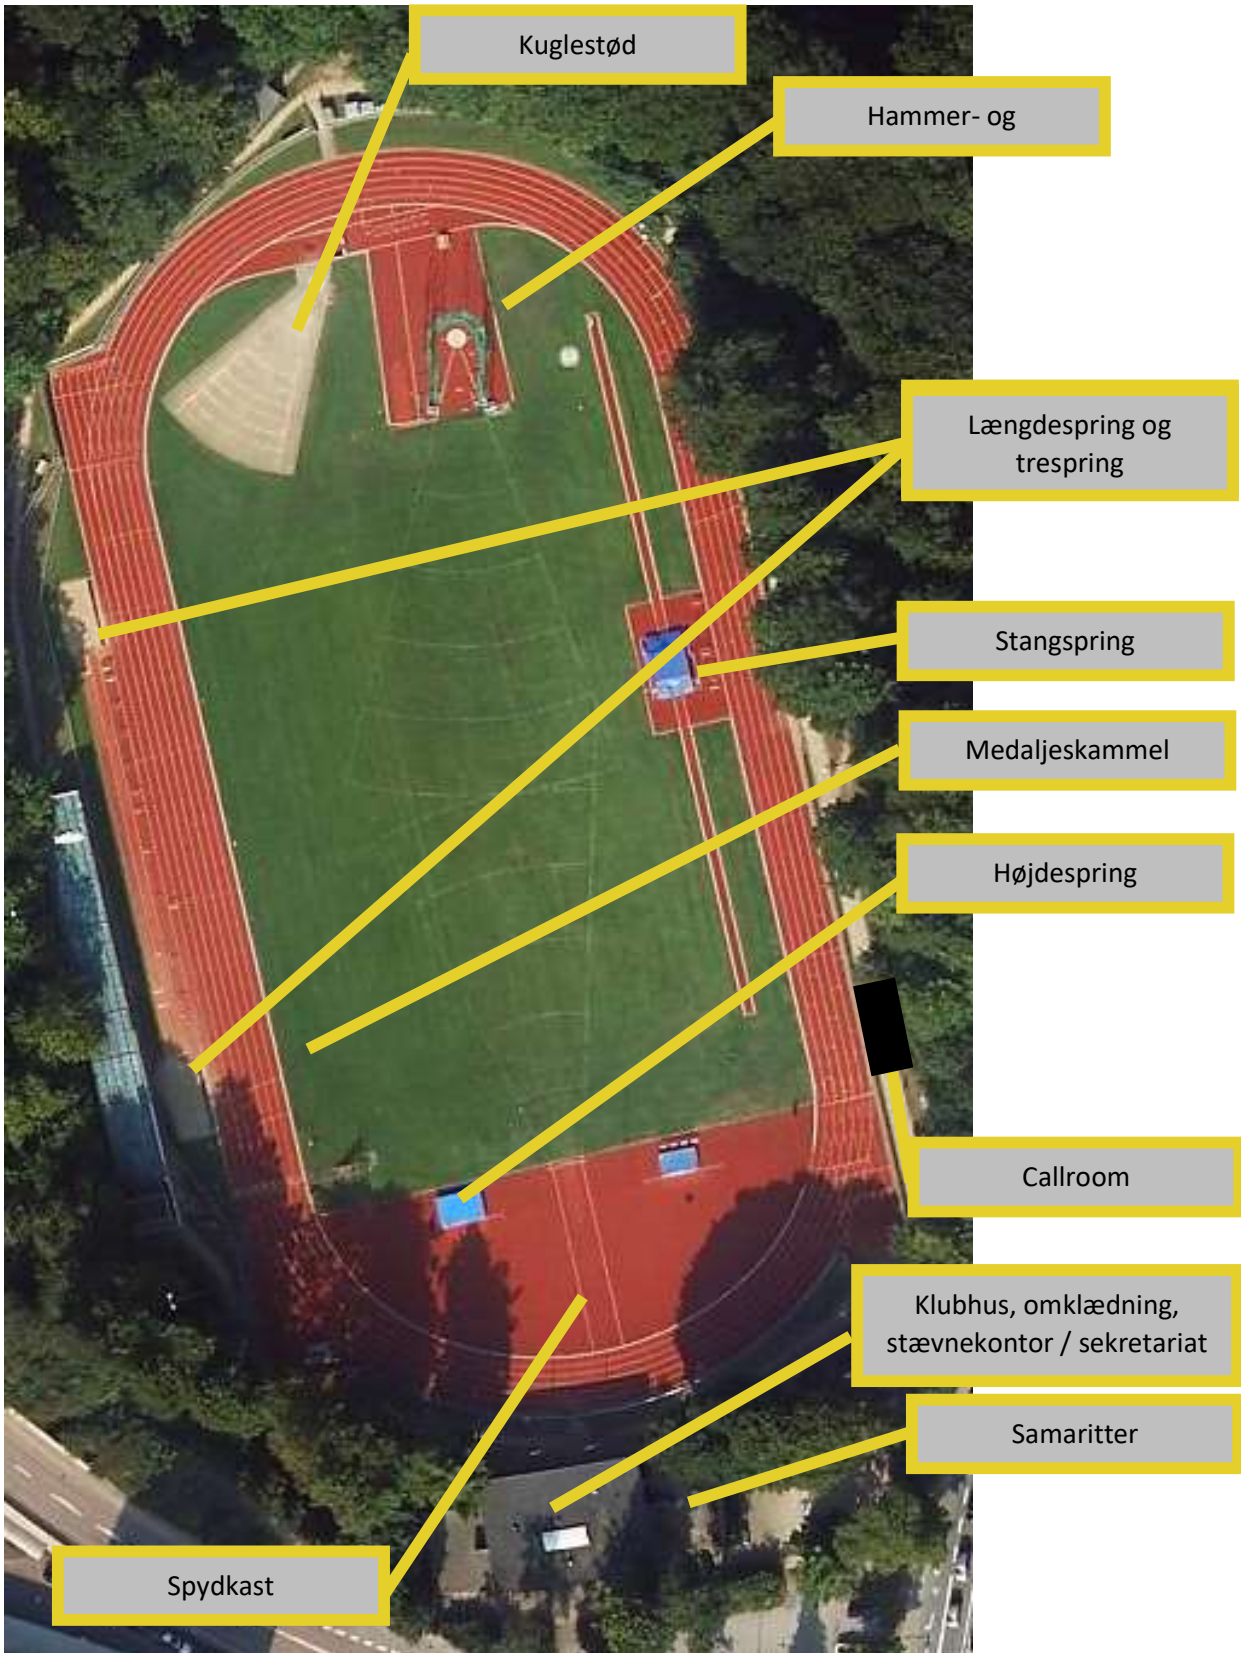 Kuglestød
Hammer- og
Længdespring og
trespring
Stangspring
Medaljeskammel
Højdespring
Callroom
Klubhus, omklædning,
stævnekontor / sekretariat
Samaritter
Spydkast